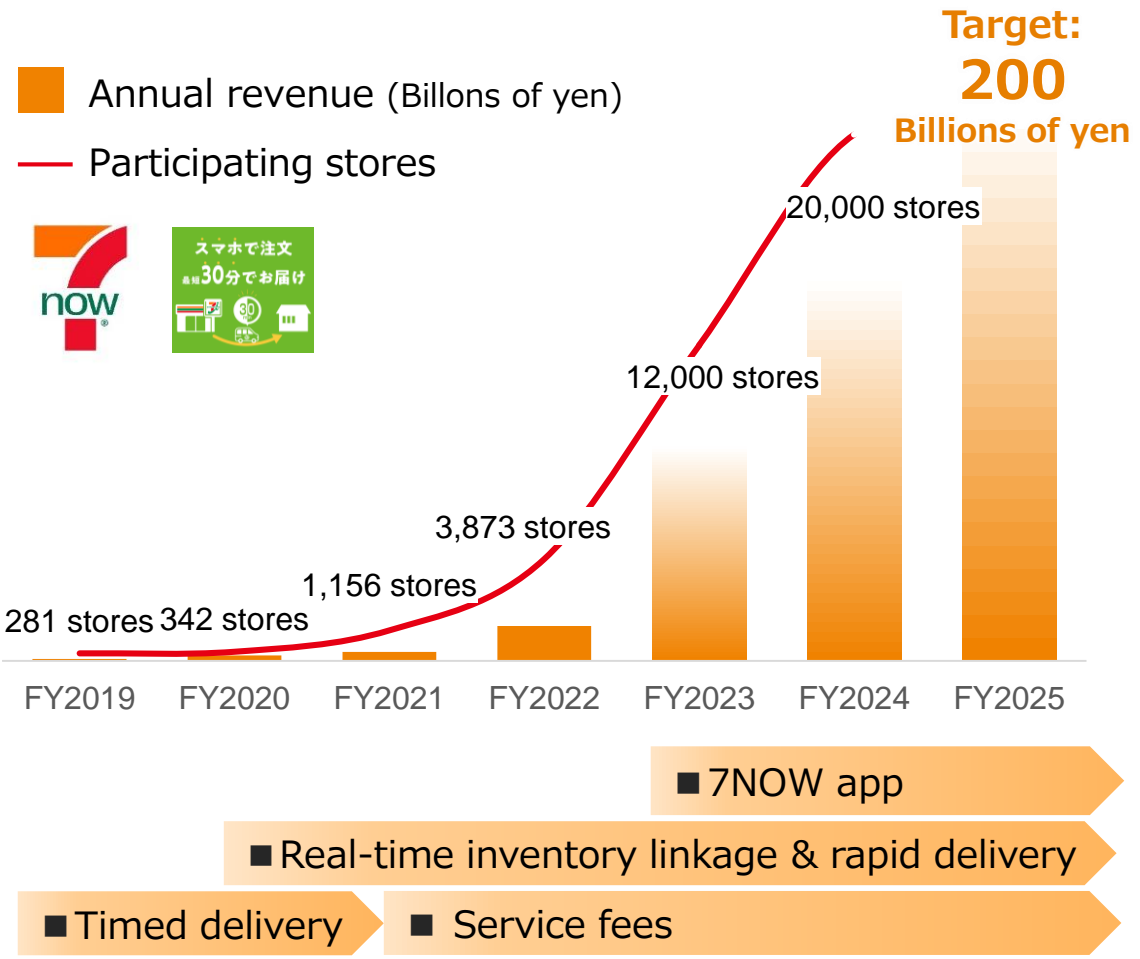 Target:
200
Billions of yen
Annual revenue (Billons of yen)
Participating stores
7
now
®
スマホで注文
最短30分でお届け
30
20,000 stores
12,000 stores
3,873 stores
1,156 stores
281 stores 342 stores
FY2019 FY2020 FY2021 FY2022 FY2023 FY2024 FY2025
■ 7NOW app
■ Real-time inventory linkage & rapid delivery
■ Timed delivery ■ Service fees